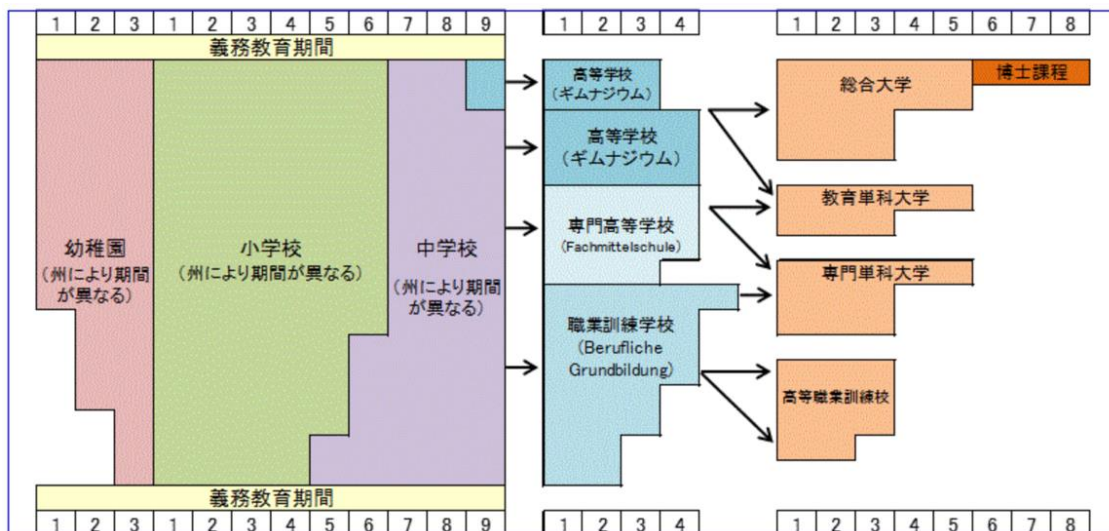 1 2 3 1 2 3 4 5 6 7 8 9 1 2 3 4 1 2 3 4 5 6 7 8
義務教育期間
高等学校
(ギムナジウム)
総合大学
博士課程
高等学校
(ギムナジウム)
教育単科大学
専門高等学校
(Fachmittelschule)
幼稚園
(州により期間
が異なる)
小学校
(州により期間が異なる)
中学校
(州により期間
が異なる)
専門単科大学
職業訓練学校
(Berufliche
Grundbildung)
高等職業訓練校
義務教育期間
1 2 3 1 2 3 4 5 6 7 8 9 1 2 3 4 1 2 3 4 5 6 7 8